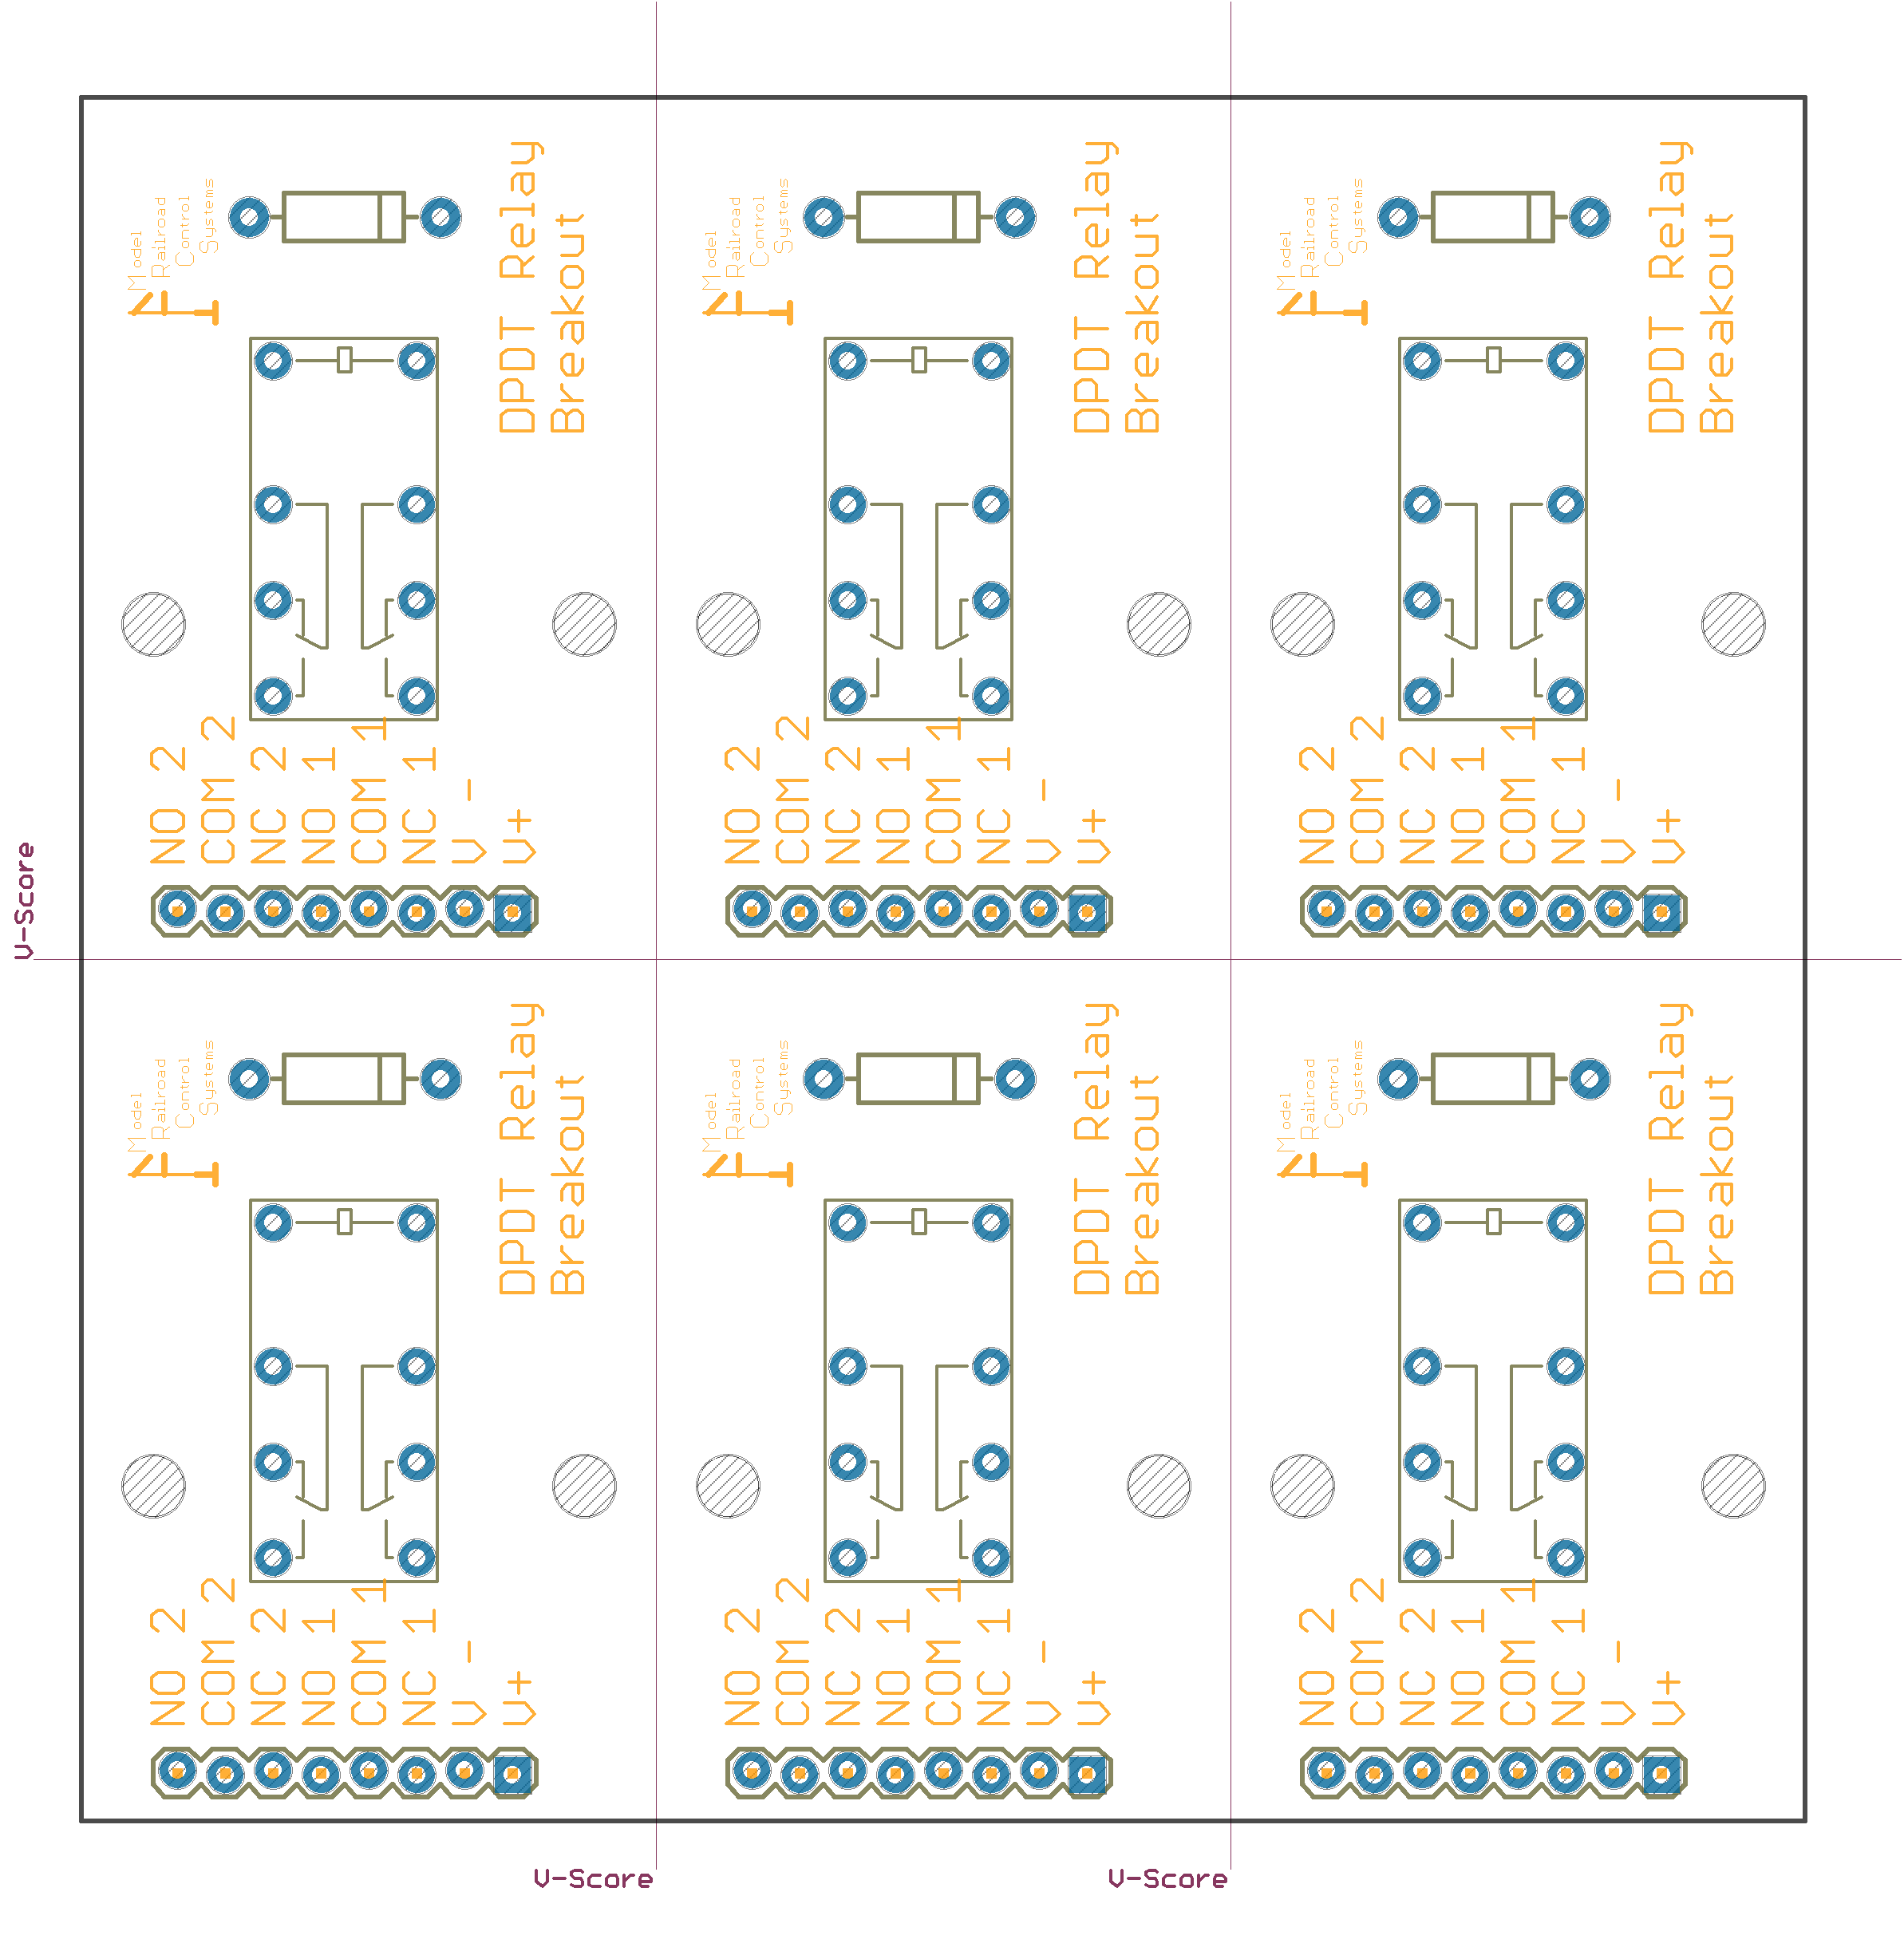 Model
Railroad
Control
Systems
DPDT Relay
Breakout
NO 2
COM 2
NC 2
NO 1
COM 1
NC 1
V -
V+
Model
Railroad
Control
Systems
DPDT Relay
Breakout
NO 2
COM 2
NC 2
NO 1
COM 1
NC 1
V -
V+
Model
Railroad
Control
Systems
DPDT Relay
Breakout
NO 2
COM 2
NC 2
NO 1
COM 1
NC 1
V -
V+
V-Score
Model
Railroad
Control
Systems
DPDT Relay
Breakout
NO 2
COM 2
NC 2
NO 1
COM 1
NC 1
V -
V+
Model
Railroad
Control
Systems
DPDT Relay
Breakout
NO 2
COM 2
NC 2
NO 1
COM 1
NC 1
V -
V+
Model
Railroad
Control
Systems
DPDT Relay
Breakout
NO 2
COM 2
NC 2
NO 1
COM 1
NC 1
V -
V+
V-Score
V-Score